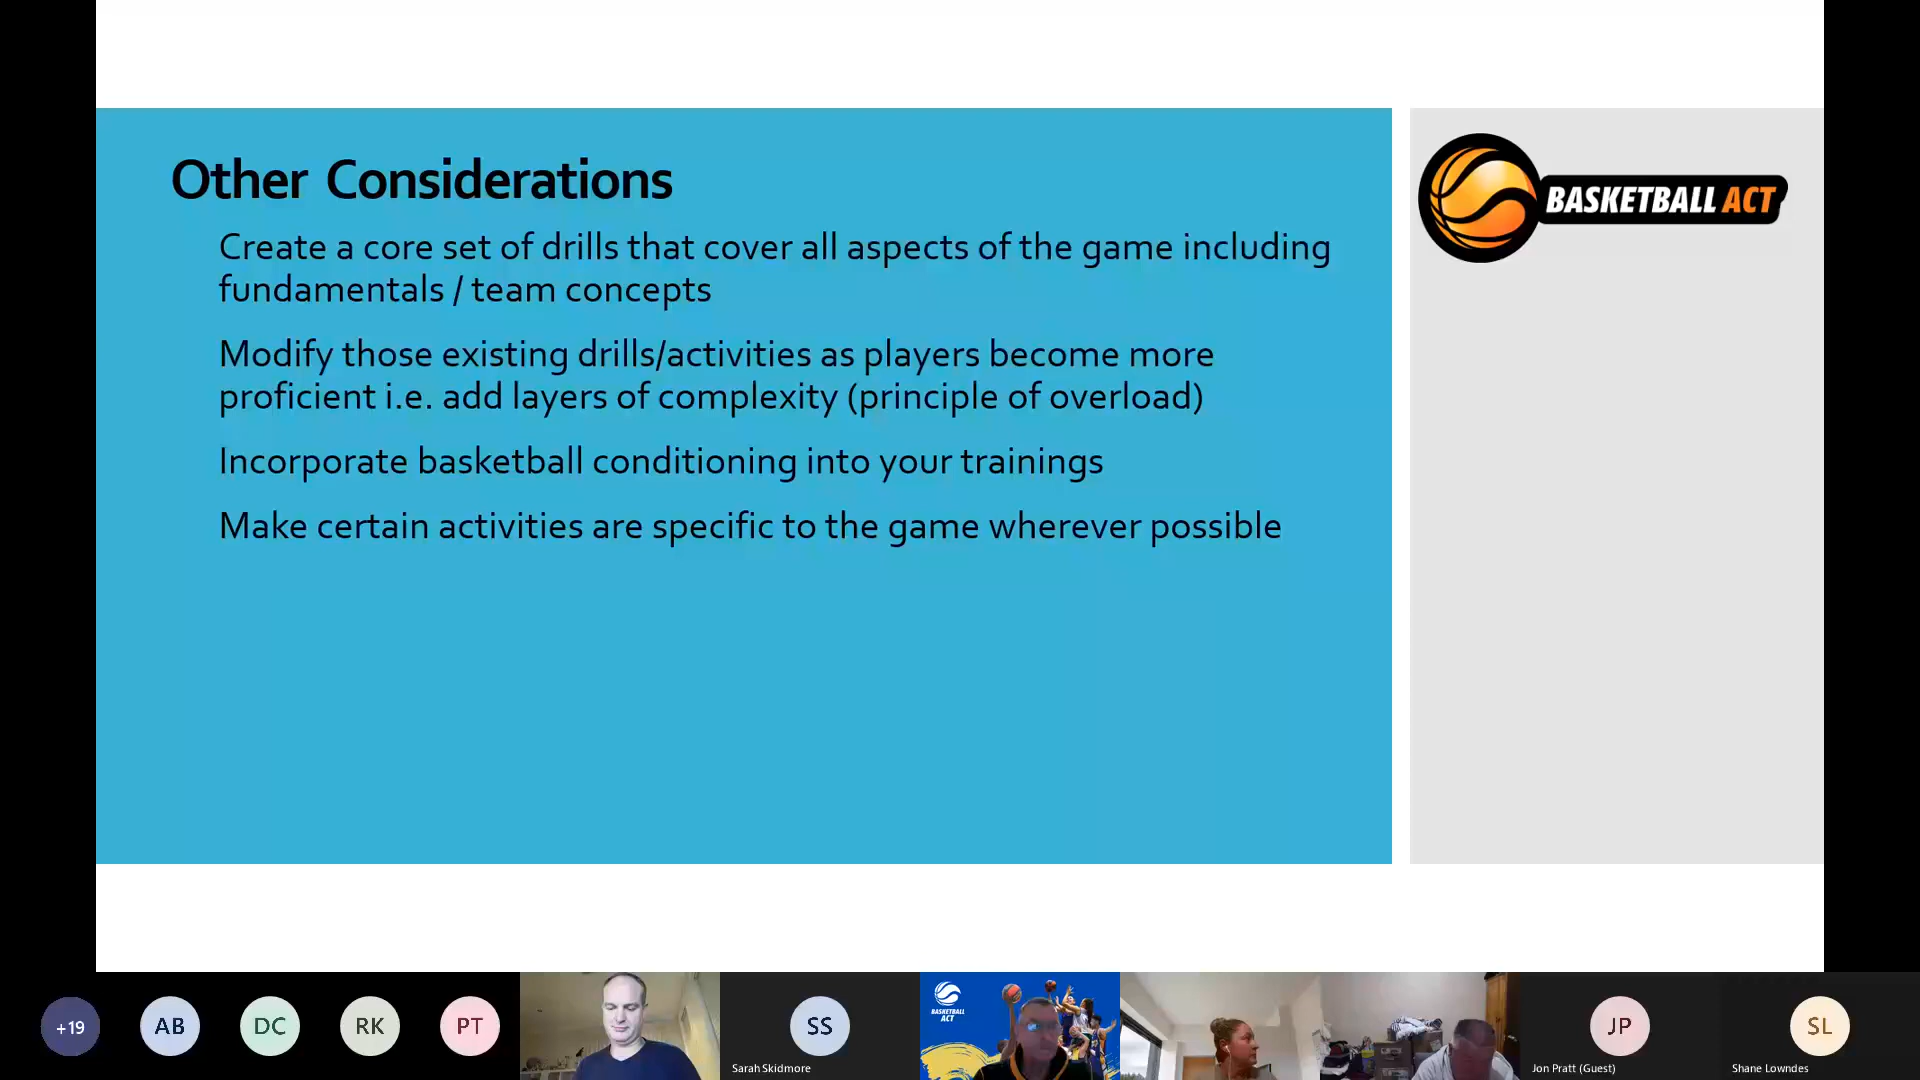 Other Considerations
Create a core set of drills that cover all aspects of the game including
fundamentals / team concepts
Modify those existing drills/activities as players become more
proficient i.e. add layers of complexity (principle of overload)
Incorporate basketball conditioning into your trainings
Make certain activities are specific to the game wherever possible
BASKETBALL ACT
+19
AB
DC
RK
PT
SS
Sarah Skidmore
BASKETBALL
ACT
JP
Jon Pratt (Guest)
SL
Shane Lowndes